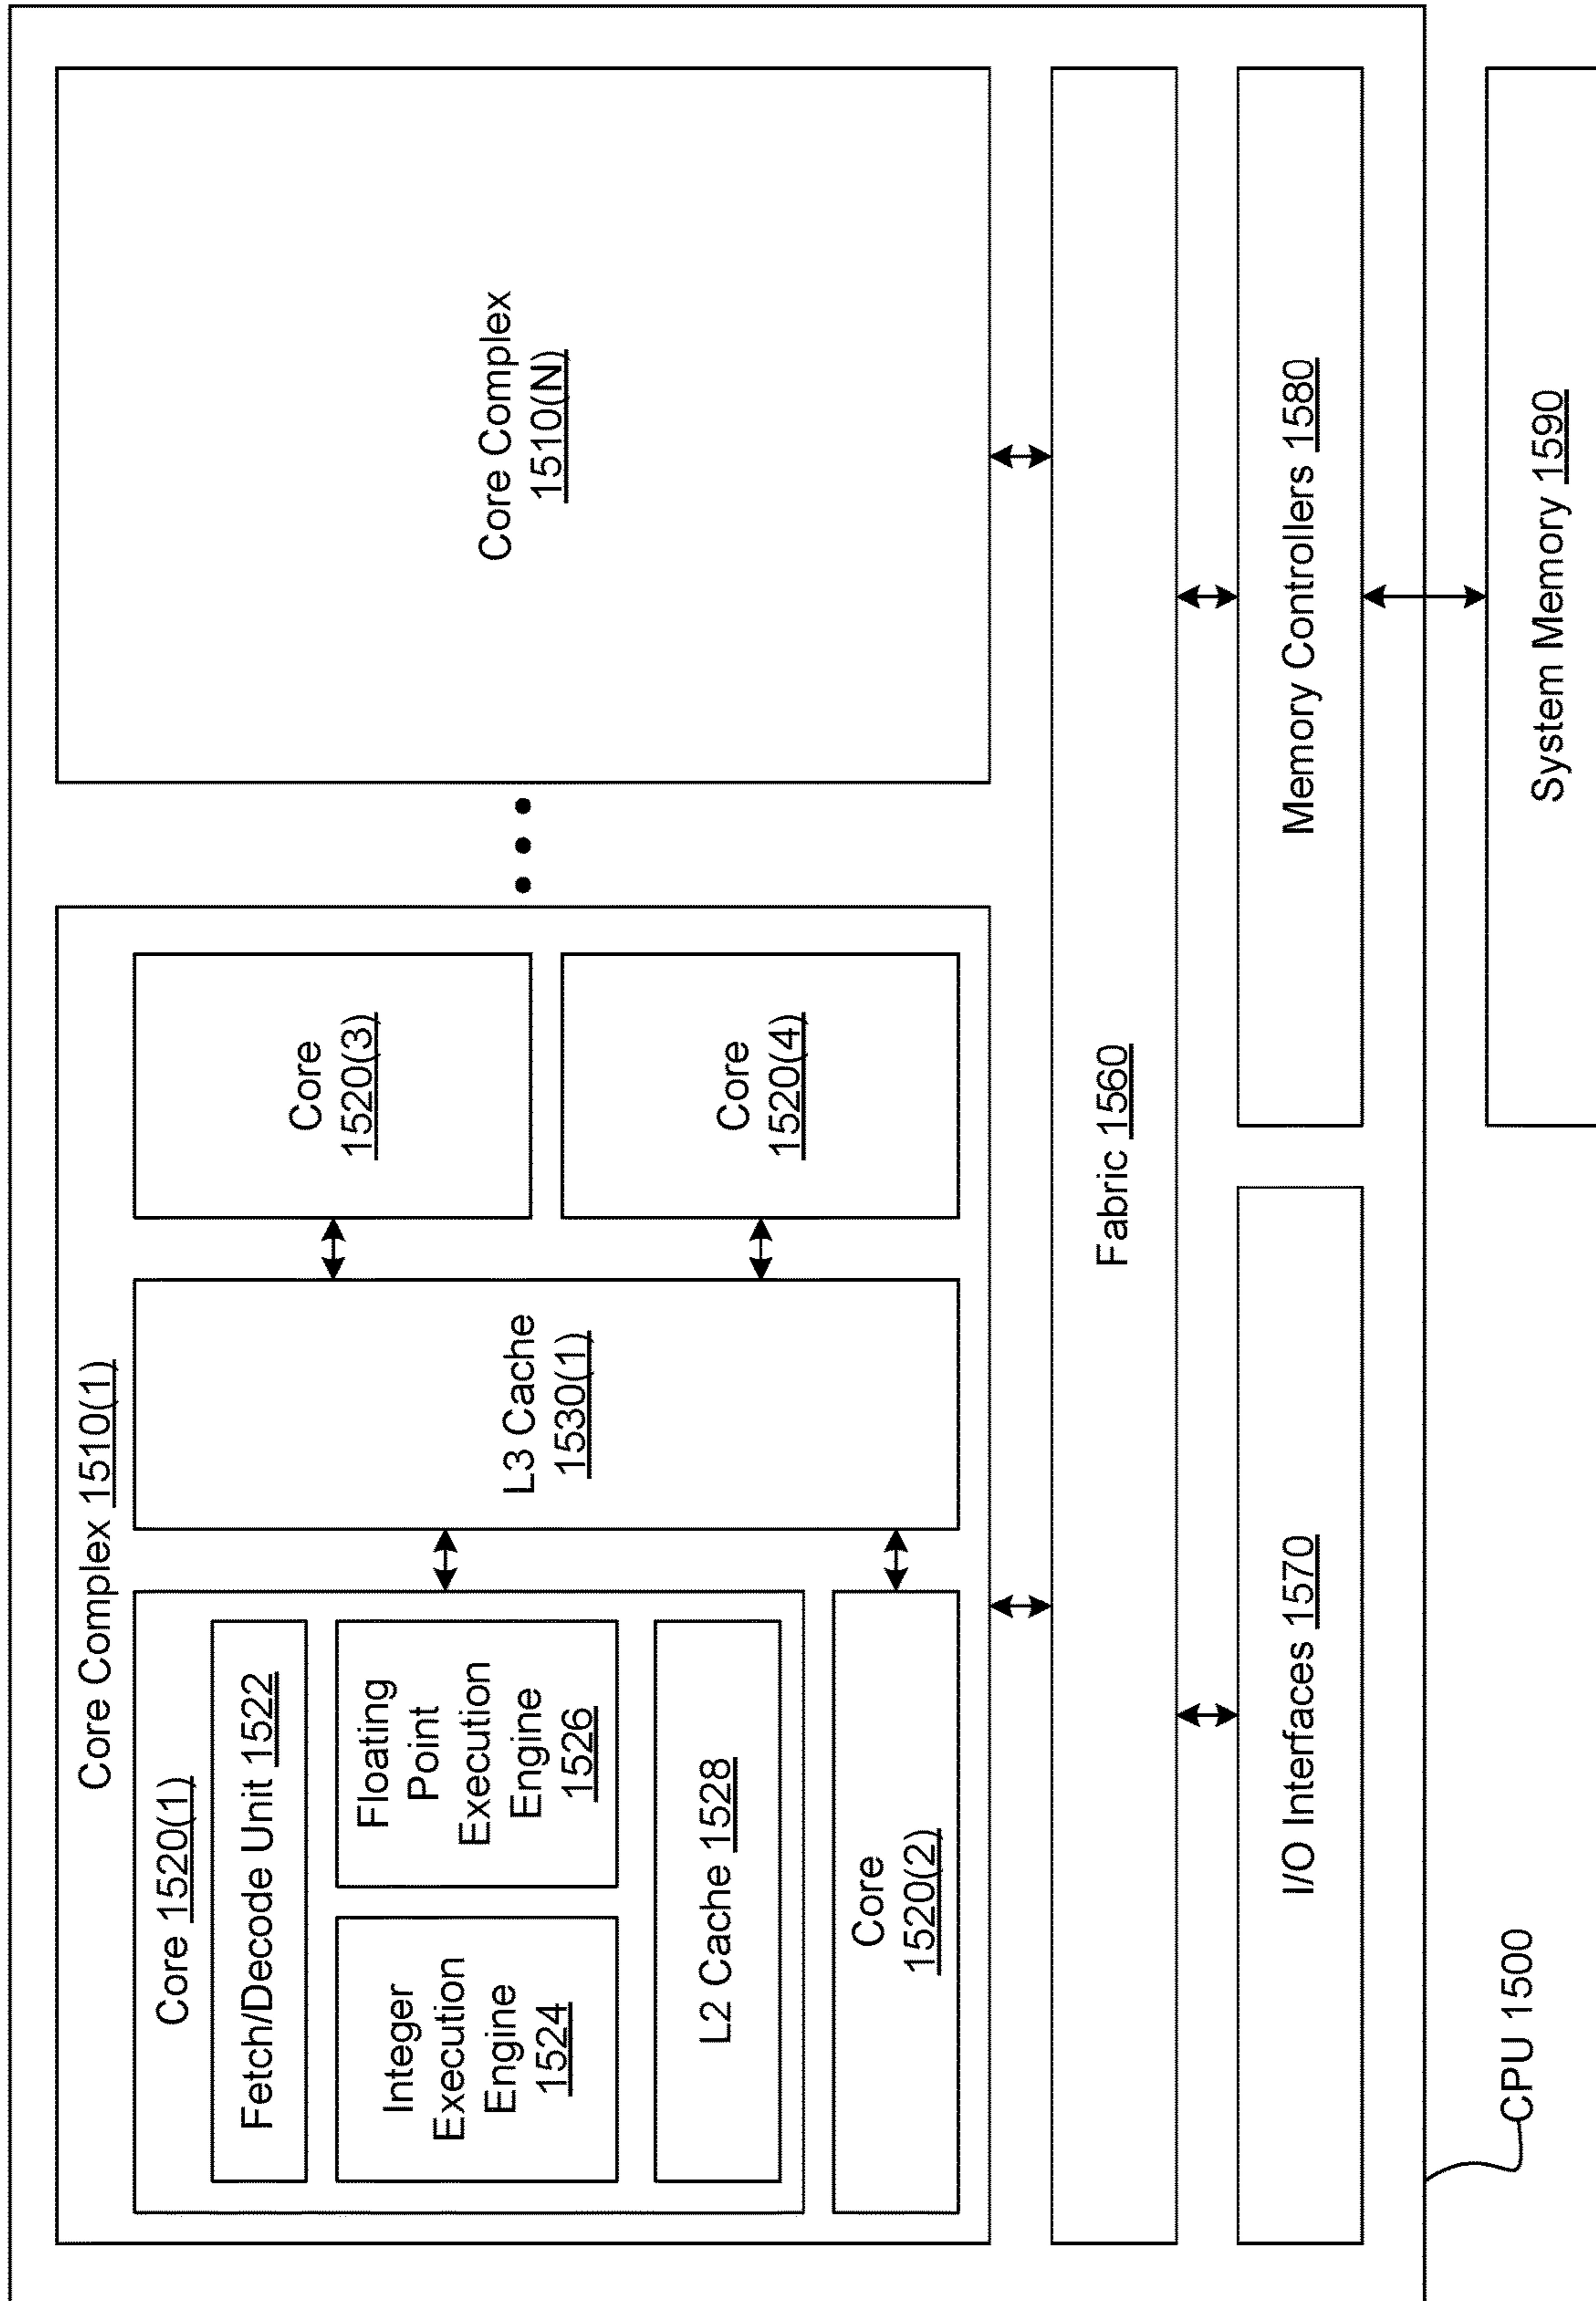 Core Complex 1510(1)
Core 1520(1)
Fetch/Decode Unit 1522
Integer
Execution
Engine
1524
Floating
Point
Execution
Engine
1526
L2 Cache 1528
Core
1520(2)
L3 Cache
1530(1)
Core
1520(3)
Core
1520(4)
Core Complex
1510(N)
Fabric 1560
I/O Interfaces 1570
Memory Controllers 1580
CPU 1500
System Memory 1590